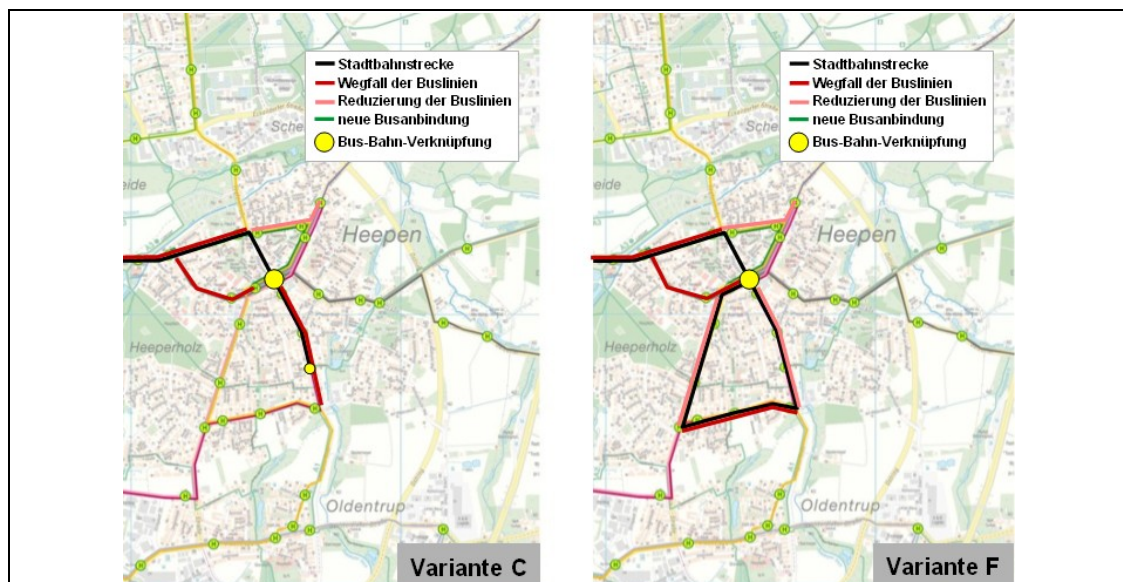 Stadtbahnstrecke
Wegfall der Buslinien
Reduzierung der Buslinien
neue Busanbindung
Bus-Bahn-Verknüpfung
Heepen
Heeperholz
Oldentrup
Variante C
Stadtbahnstrecke
Wegfall der Buslinien
Reduzierung der Buslinien
neue Busanbindung
Bus-Bahn-Verknüpfung
Heepen
Heeperholz
Oldentrup
Variante F